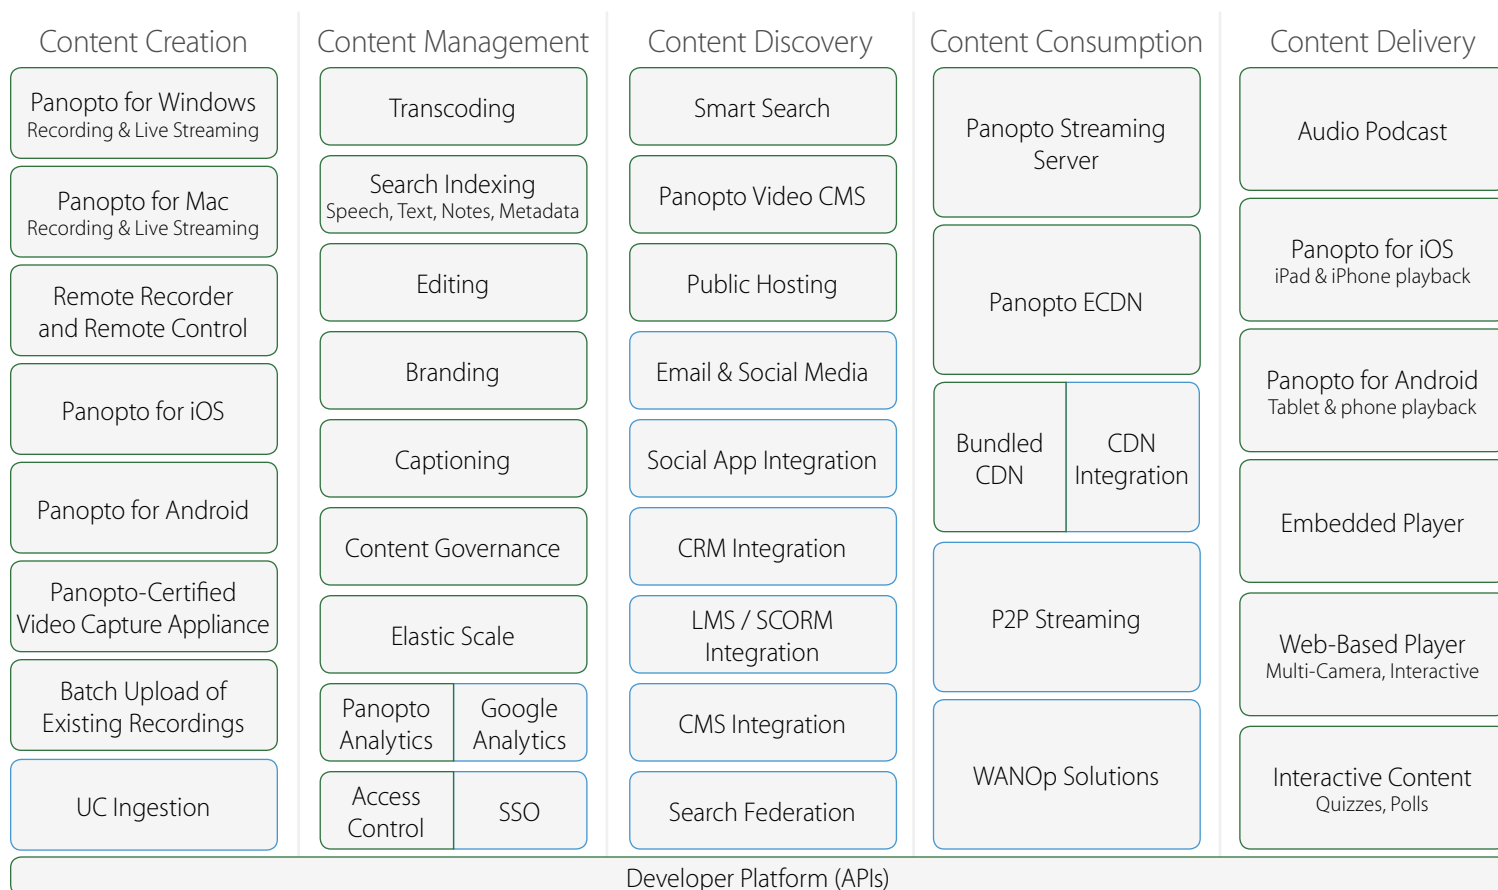 Content Creation
Panopto for Windows
Recording & Live Streaming
Panopto for Mac
Recording & Live Streaming
Remote Recorder
and Remote Control
Panopto for iOS
Panopto for Android
Panopto-Certified
Video Capture Appliance
Batch Upload of
Existing Recordings
UC Ingestion
Content Management
Transcoding
Search Indexing
Speech, Text, Notes, Metadata
Editing
Branding
Captioning
Content Governance
Elastic Scale
Panopto
Analytics
Google
Analytics
Access
Control
SSO
Content Discovery
Smart Search
Panopto Video CMS
Public Hosting
Email & Social Media
Social App Integration
CRM Integration
LMS / SCORM
Integration
CMS Integration
Search Federation
Content Consumption
Panopto Streaming
Server
Panopto ECDN
Bundled
CDN
CDN
Integration
P2P Streaming
WANOp Solutions
Content Delivery
Audio Podcast
Panopto for iOS
iPad & iPhone playback
Panopto for Android
Tablet & phone playback
Embedded Player
Web-Based Player
Multi-Camera, Interactive
Interactive Content
Quizzes, Polls
Developer Platform (APIs)